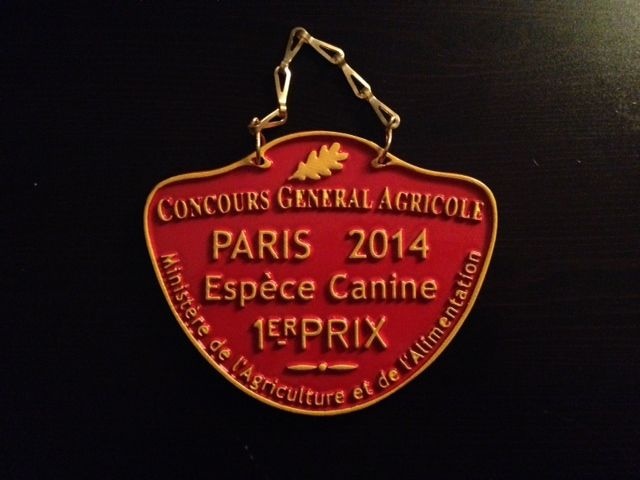 CONCOURS GENERAL AGRICOLE
PARIS 2014
Espèce Canine
1ER PRIX
Ministère de l'Agriculture et de l'Alimentation